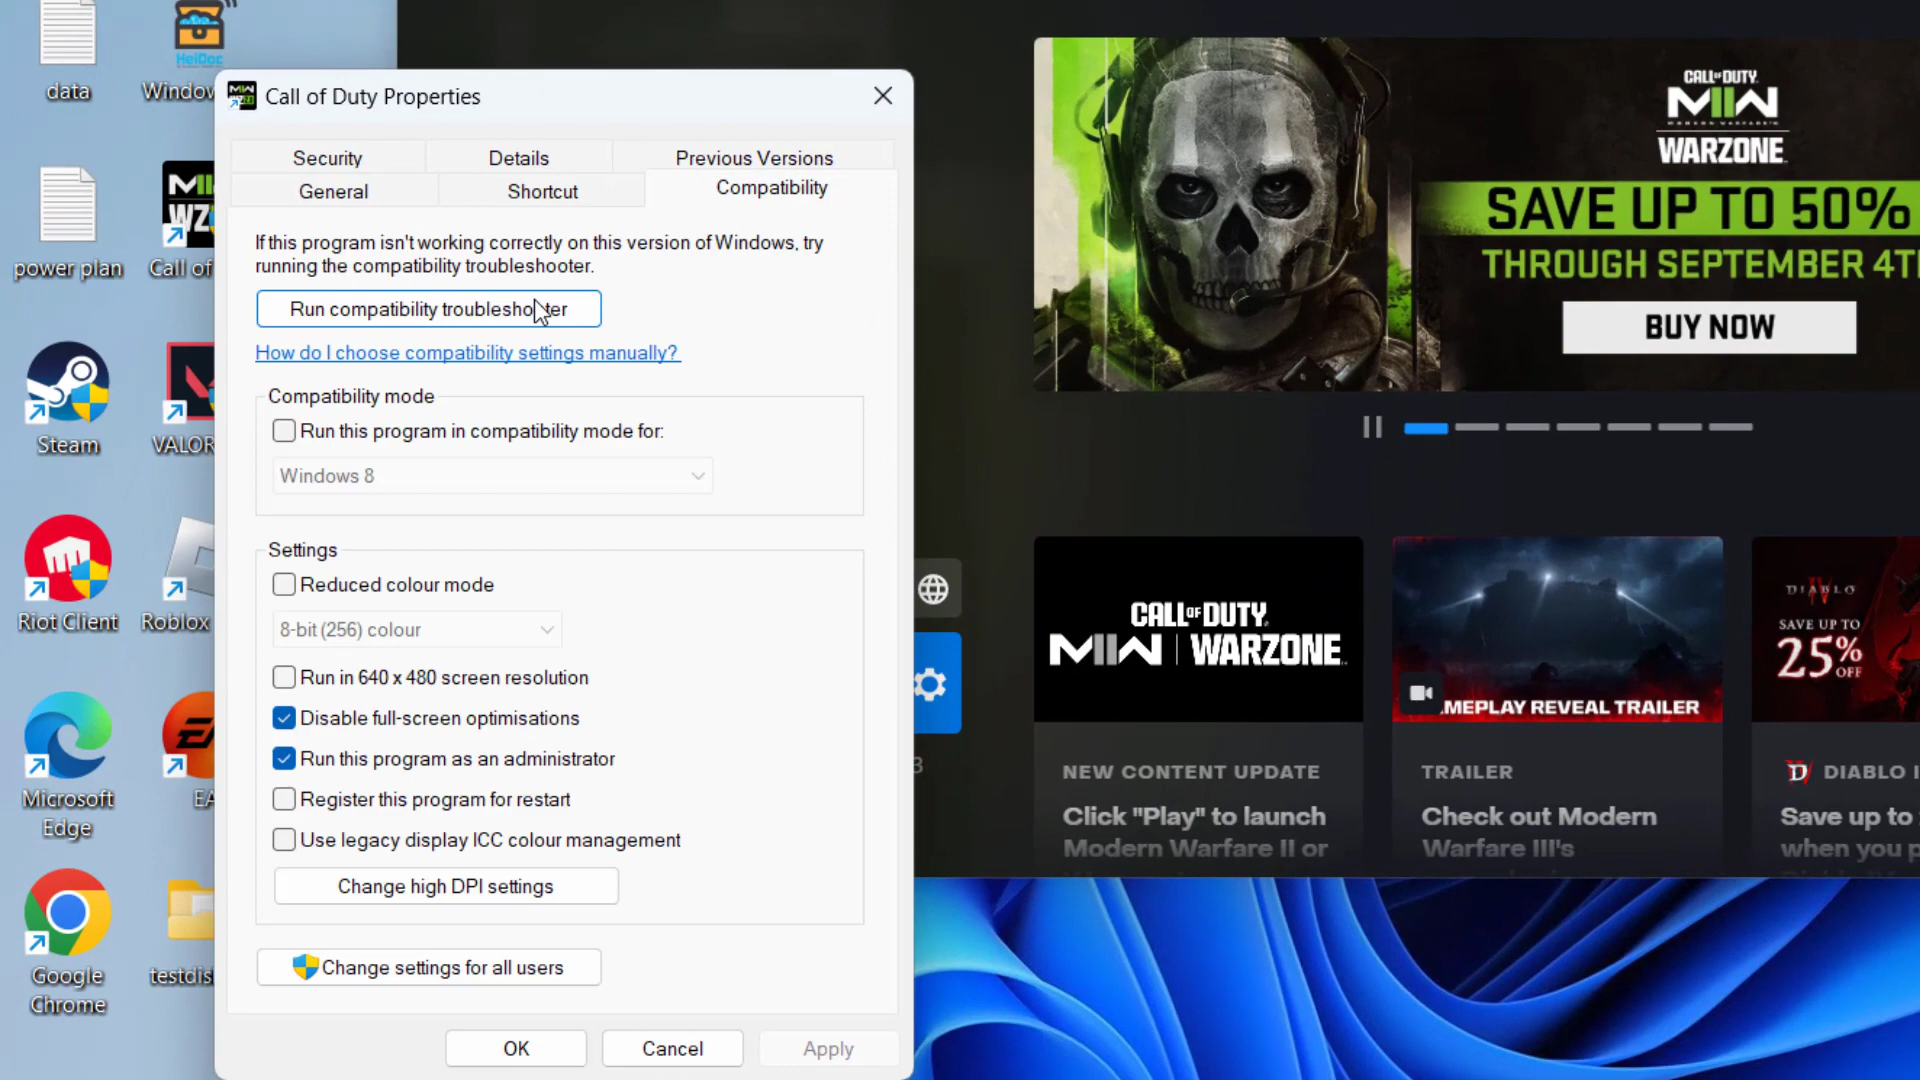 data
HeiDoc
Window
power plan
Call of
Steam
VALOR
Riot Client
Roblox
Microsoft
Edge
EA
Google
Chrome
testdis
Call of Duty Properties
Security
Details
Previous Versions
General
Shortcut
Compatibility
If this program isn't working correctly on this version of Windows, try
running the compatibility troubleshooter.
Run compatibility troubleshooter
How do I choose compatibility settings manually?
Compatibility mode
Run this program in compatibility mode for:
Windows 8
Settings
Reduced colour mode
8-bit (256) colour
Run in 640 x 480 screen resolution
Disable full-screen optimisations
Run this program as an administrator
Register this program for restart
Use legacy display ICC colour management
Change high DPI settings
Change settings for all users
OK
Cancel
Apply
CALL OF DUTY
MWII
MODERN WARFARE II
WARZONE
SAVE UP TO 50%
THROUGH SEPTEMBER 4T
BUY NOW
CALL OF DUTY
MWII | WARZONE
MEPLAY REVEAL TRAILER
DIABLO
SAVE UP TO
25%
OFF
3
NEW CONTENT UPDATE
Click "Play" to launch
Modern Warfare II or
TRAILER
Check out Modern
Warfare III's
DIABLO I
Save up to
when you p